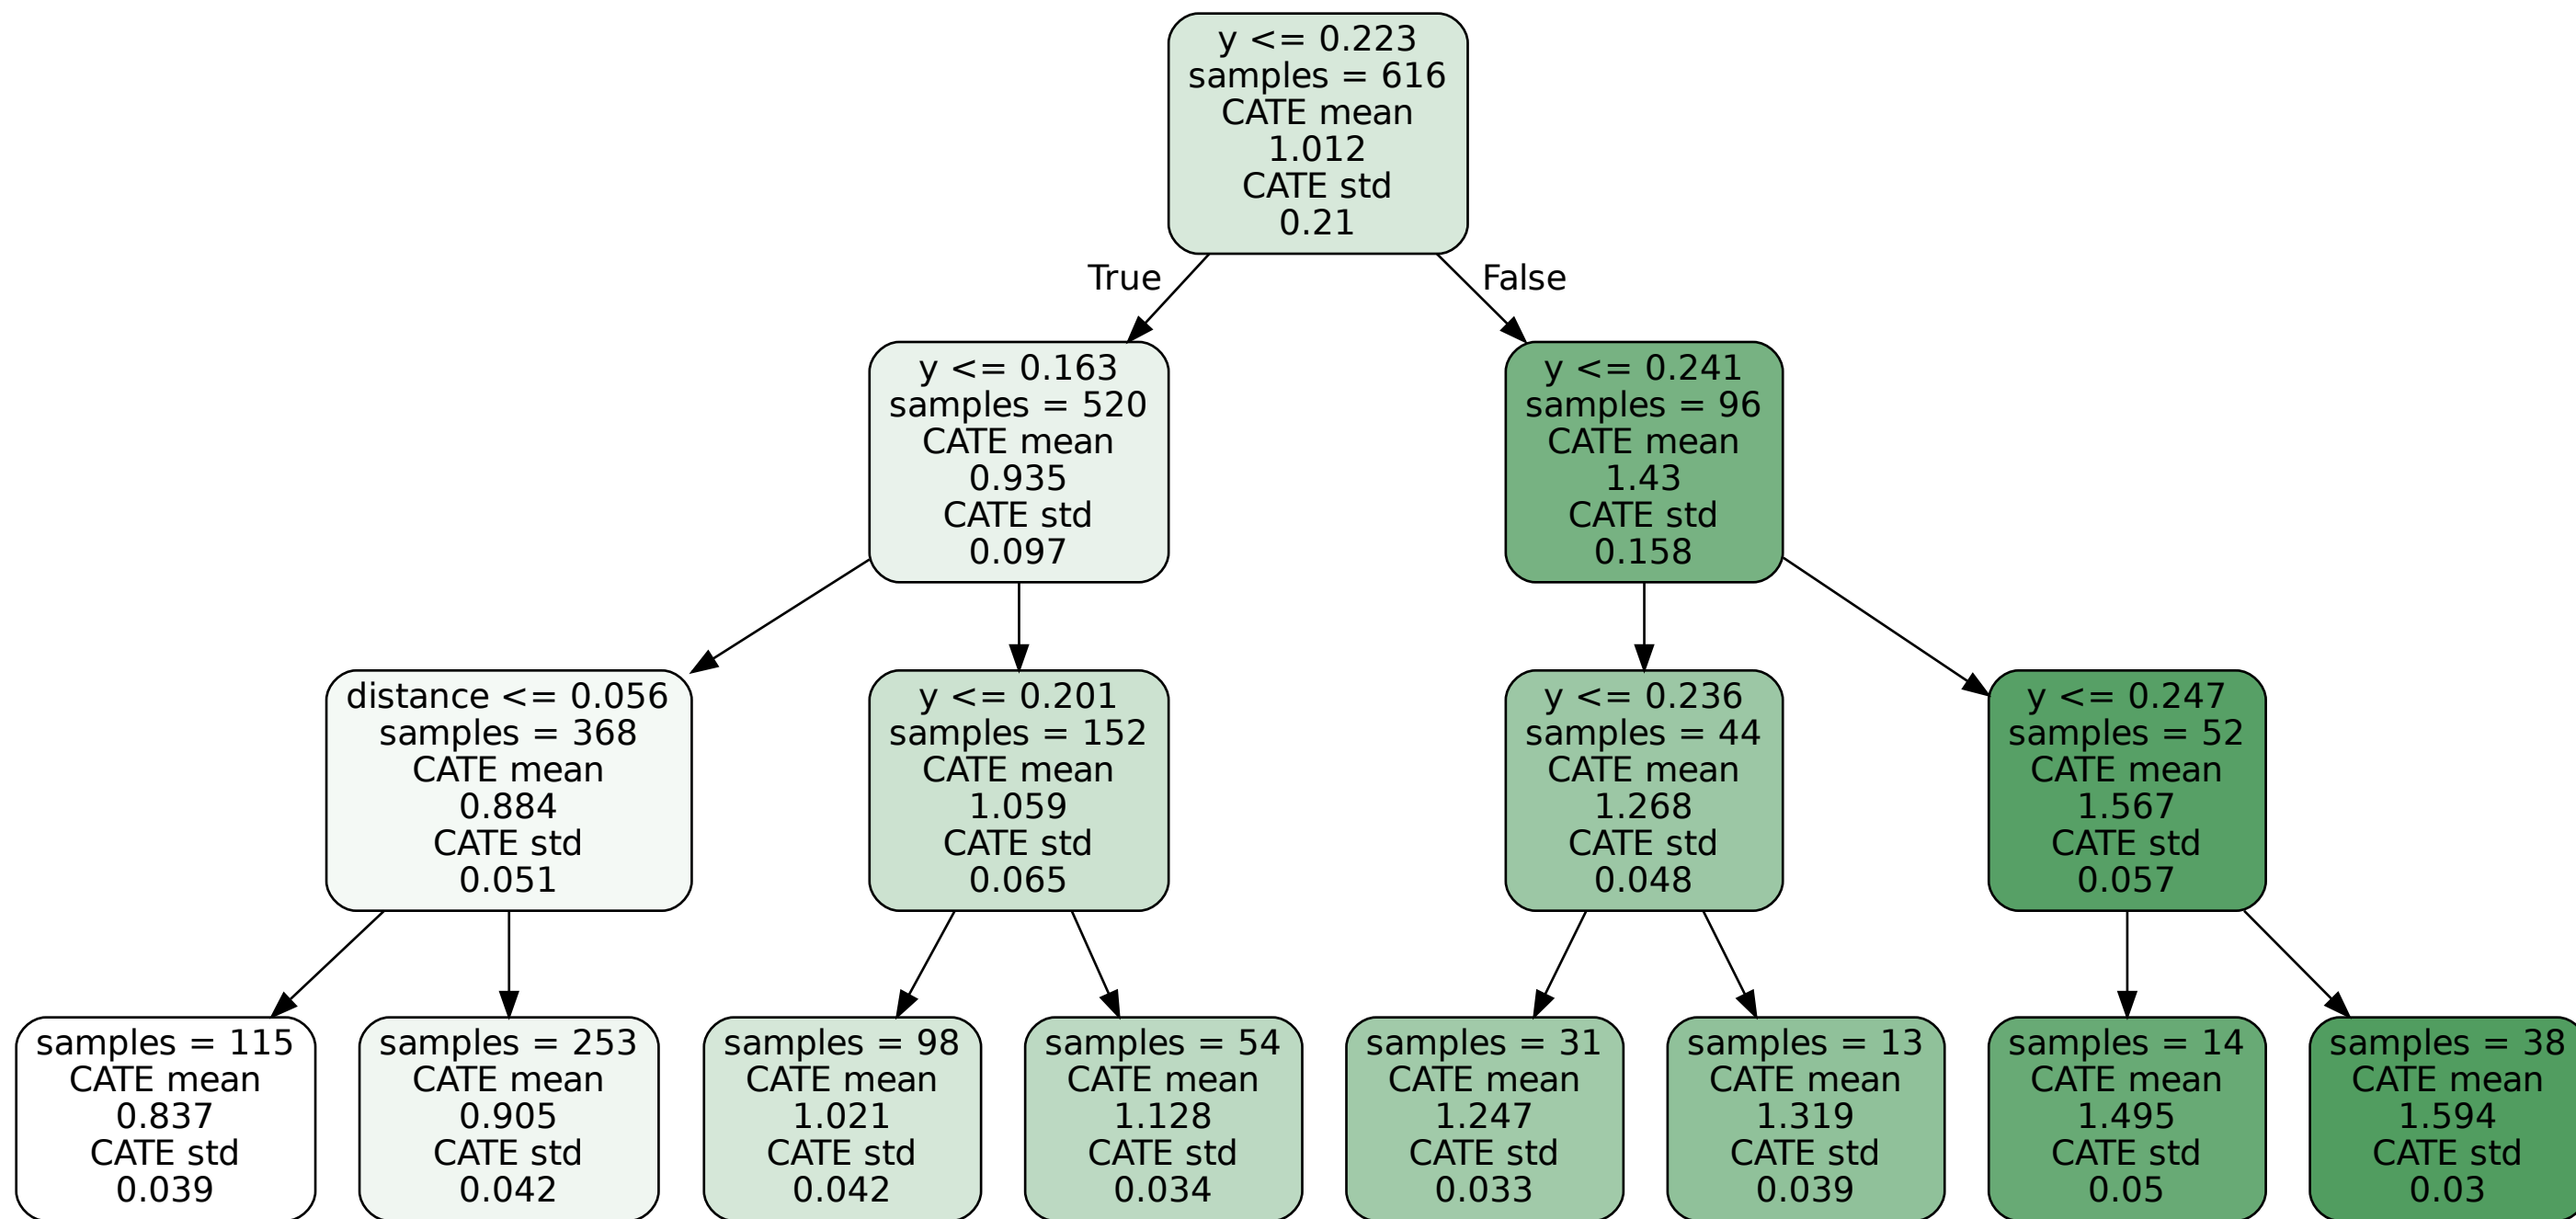 y <= 0.223
samples = 616
CATE mean
1.012
CATE std
0.21
True
False
y <= 0.163
samples = 520
CATE mean
0.935
CATE std
0.097
y <= 0.241
samples = 96
CATE mean
1.43
CATE std
0.158
distance <= 0.056
samples = 368
CATE mean
0.884
CATE std
0.051
y <= 0.201
samples = 152
CATE mean
1.059
CATE std
0.065
y <= 0.236
samples = 44
CATE mean
1.268
CATE std
0.048
y <= 0.247
samples = 52
CATE mean
1.567
CATE std
0.057
samples = 115
CATE mean
0.837
CATE std
0.039
samples = 253
CATE mean
0.905
CATE std
0.042
samples = 98
CATE mean
1.021
CATE std
0.042
samples = 54
CATE mean
1.128
CATE std
0.034
samples = 31
CATE mean
1.247
CATE std
0.033
samples = 13
CATE mean
1.319
CATE std
0.039
samples = 14
CATE mean
1.495
CATE std
0.05
samples = 38
CATE mean
1.594
CATE std
0.03